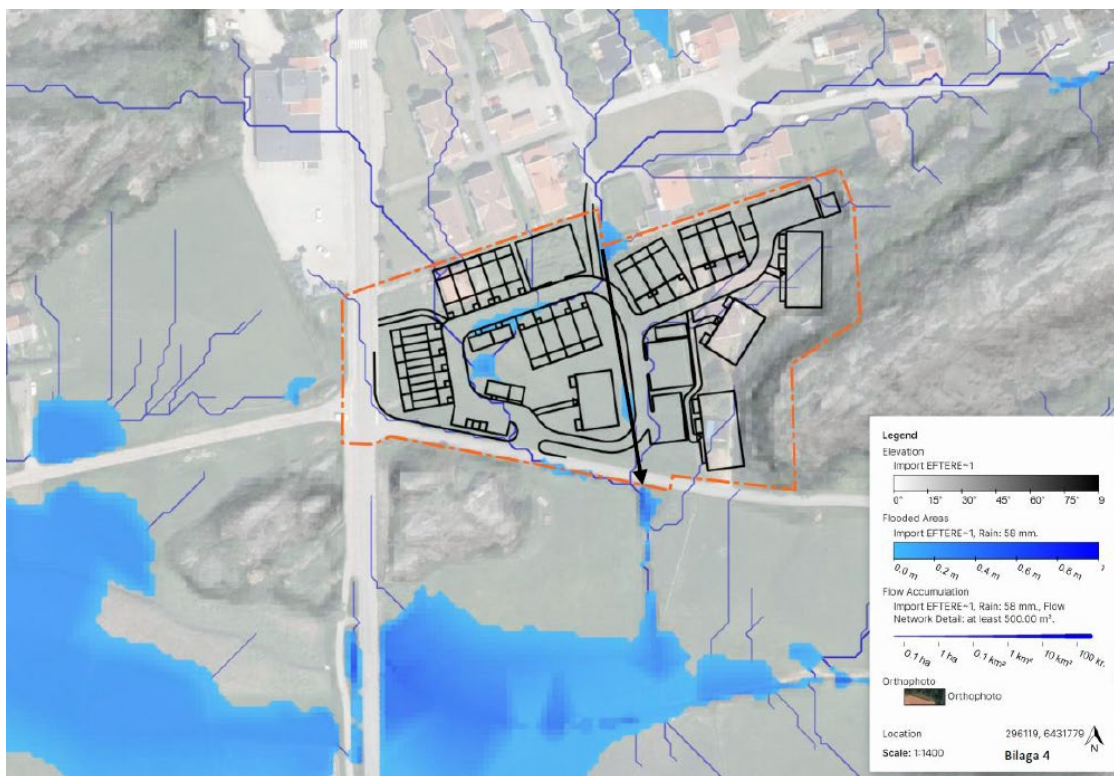 Legend
Elevation
Import EFTERE~1
0° 15° 30° 45° 60° 75° 9
Flooded Areas
Import EFTERE~1, Rain: 58 mm.
0.0 m 0.2 m 0.4 m 0.6 m 0.8 m
Flow Accumulation
Import EFTERE~1, Rain: 58 mm., Flow
Network Detail: at least 500.00 m².
0.1 ha 1 ha 0.1 km² 1 km² 10 km² 100 k
Orthophoto
Orthophoto
Location 296119, 6431779
Scale: 1:1400 Bilaga 4 N